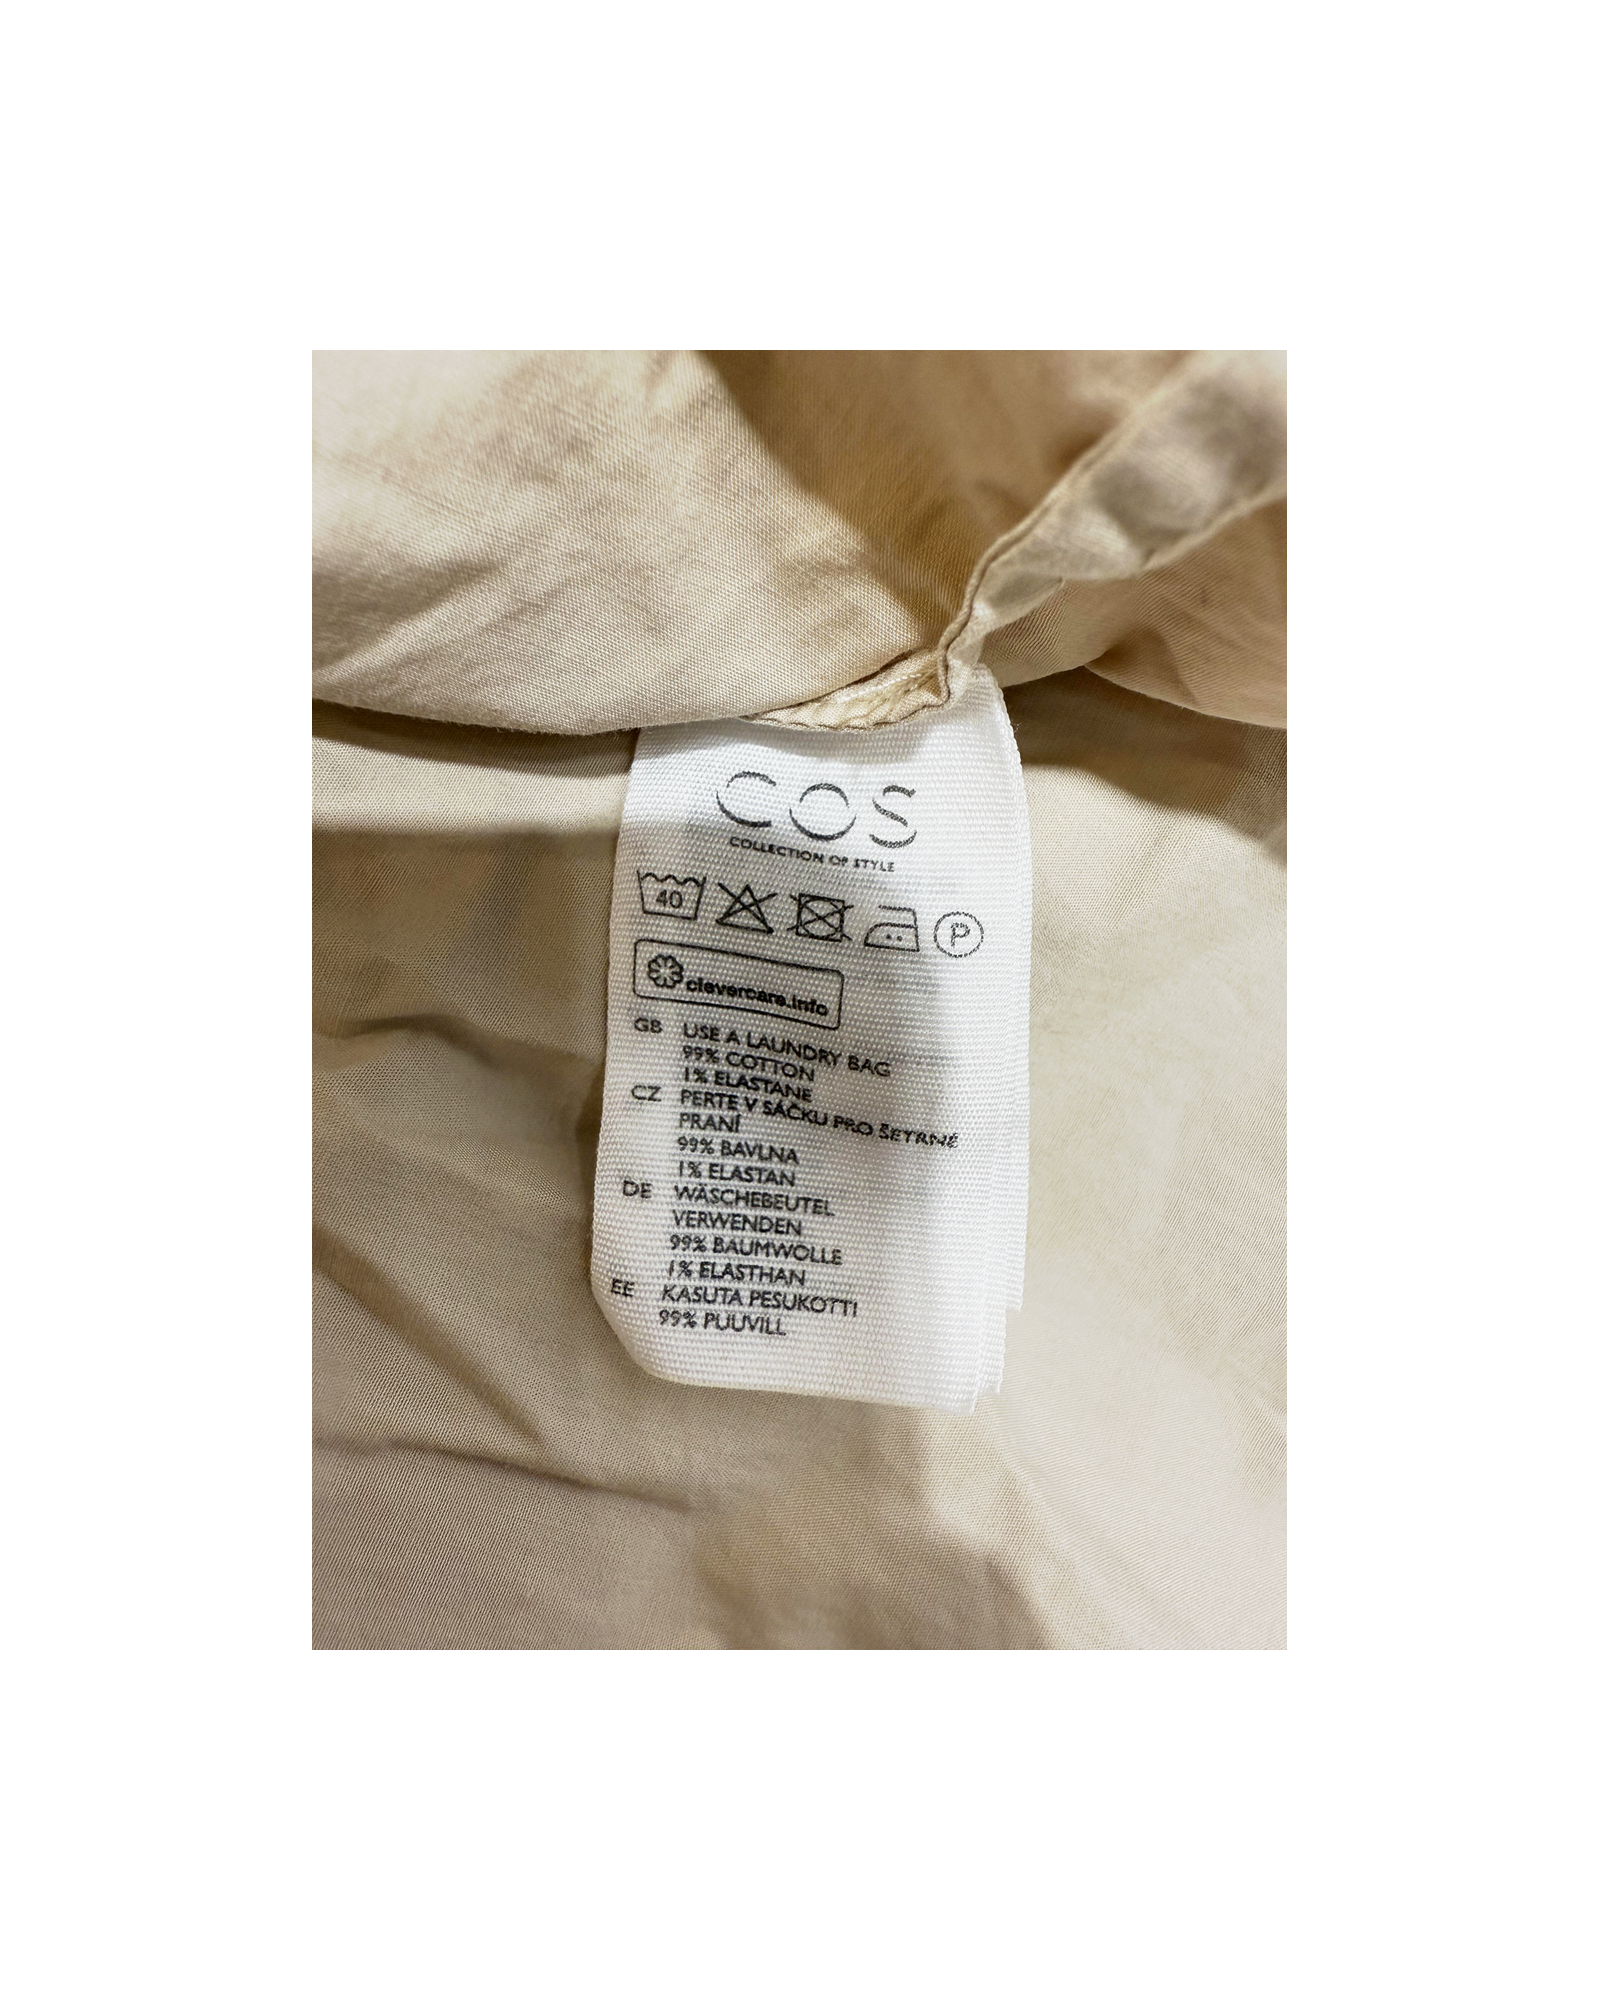 COS
COLLECTION OF STYLE
40
P
clevercare.info
GB USE A LAUNDRY BAG
99% COTTON
1% ELASTANE
CZ PERTE V SÁČKU PRO ŠETRNÉ
PRANÍ
99% BAVLNA
1% ELASTAN
DE WÄSCHEBEUTEL
VERWENDEN
99% BAUMWOLLE
1% ELASTHAN
EE KASUTA PESUKOTTI
99% PUUVILL